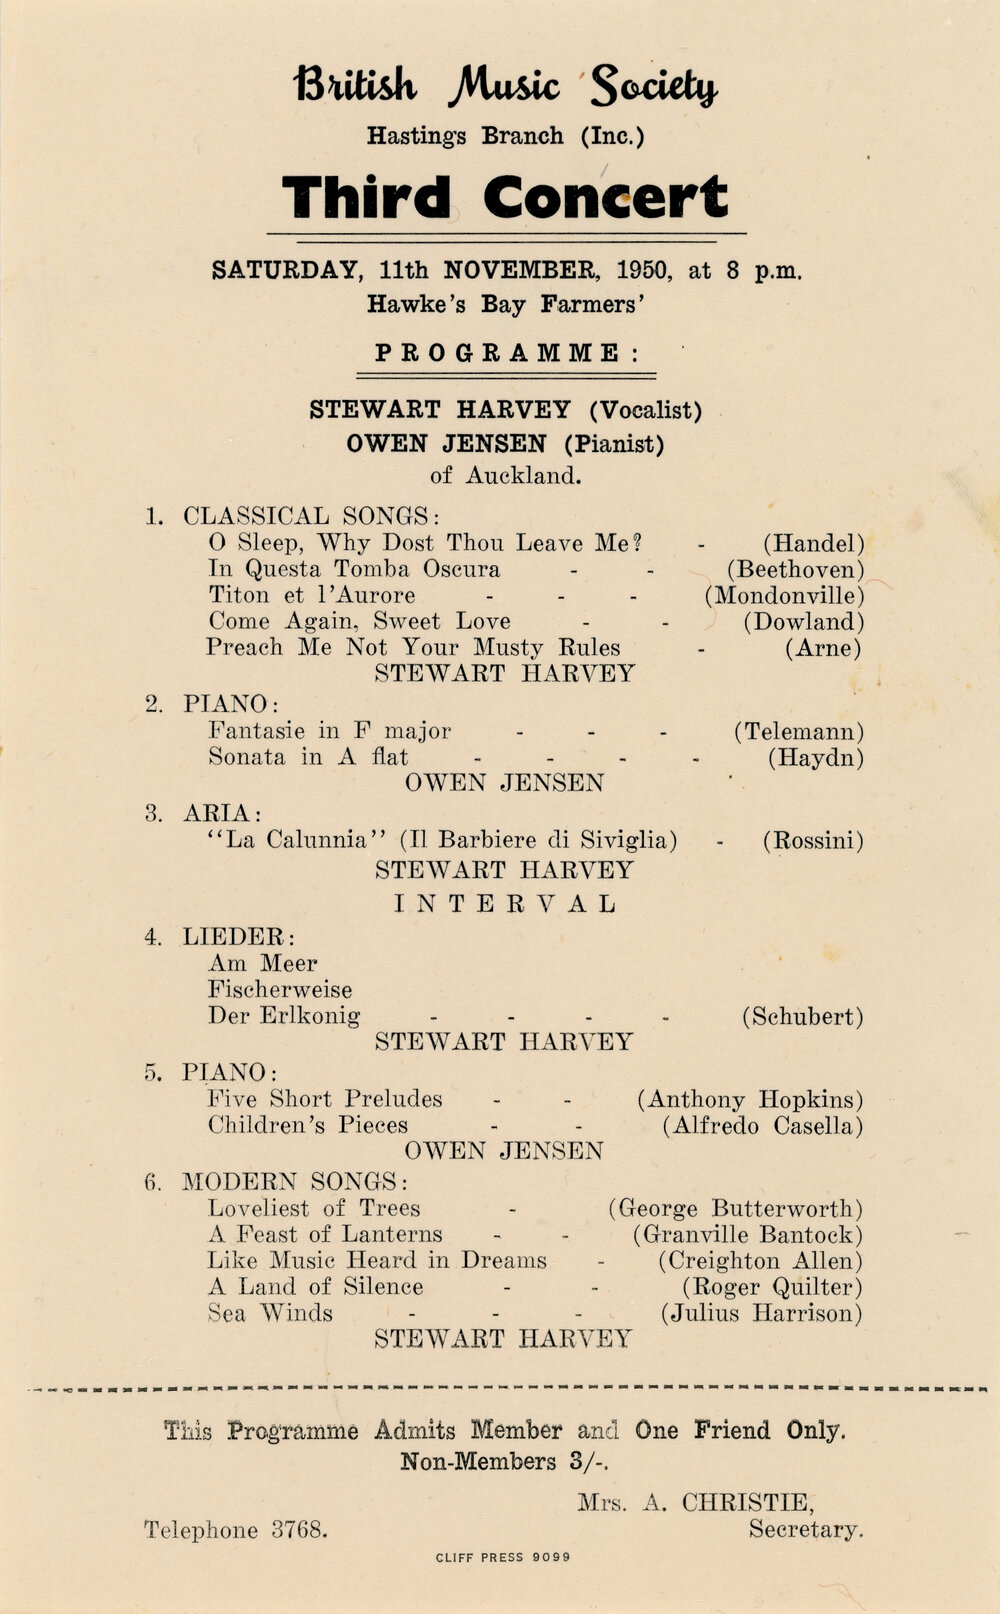 British Music Society
Hastings Branch (Inc.)
Third Concert
SATURDAY, 11th NOVEMBER, 1950, at 8 p.m.
Hawke's Bay Farmers'
PROGRAMME:
STEWART HARVEY (Vocalist)
OWEN JENSEN (Pianist)
of Auckland.
1. CLASSICAL SONGS:
O Sleep, Why Dost Thou Leave Me? - (Handel)
In Questa Tomba Oscura - - (Beethoven)
Titon et l'Aurore - - - (Mondonville)
Come Again, Sweet Love - - (Dowland)
Preach Me Not Your Musty Rules - (Arne)
STEWART HARVEY
2. PIANO:
Fantasie in F major - - - (Telemann)
Sonata in A flat - - - - (Haydn)
OWEN JENSEN
3. ARIA:
"La Calunnia" (Il Barbiere di Siviglia) - (Rossini)
STEWART HARVEY
INTERVAL
4. LIEDER:
Am Meer
Fischerweise
Der Erlkonig - - - - (Schubert)
STEWART HARVEY
5. PIANO:
Five Short Preludes - - (Anthony Hopkins)
Children's Pieces - - (Alfredo Casella)
OWEN JENSEN
6. MODERN SONGS:
Loveliest of Trees - (George Butterworth)
A Feast of Lanterns - - (Granville Bantock)
Like Music Heard in Dreams - (Creighton Allen)
A Land of Silence - - (Roger Quilter)
Sea Winds - - - (Julius Harrison)
STEWART HARVEY
This Programme Admits Member and One Friend Only.
Non-Members 3/-.
Mrs. A. CHRISTIE,
Telephone 3768. Secretary.
CLIFF PRESS 9099